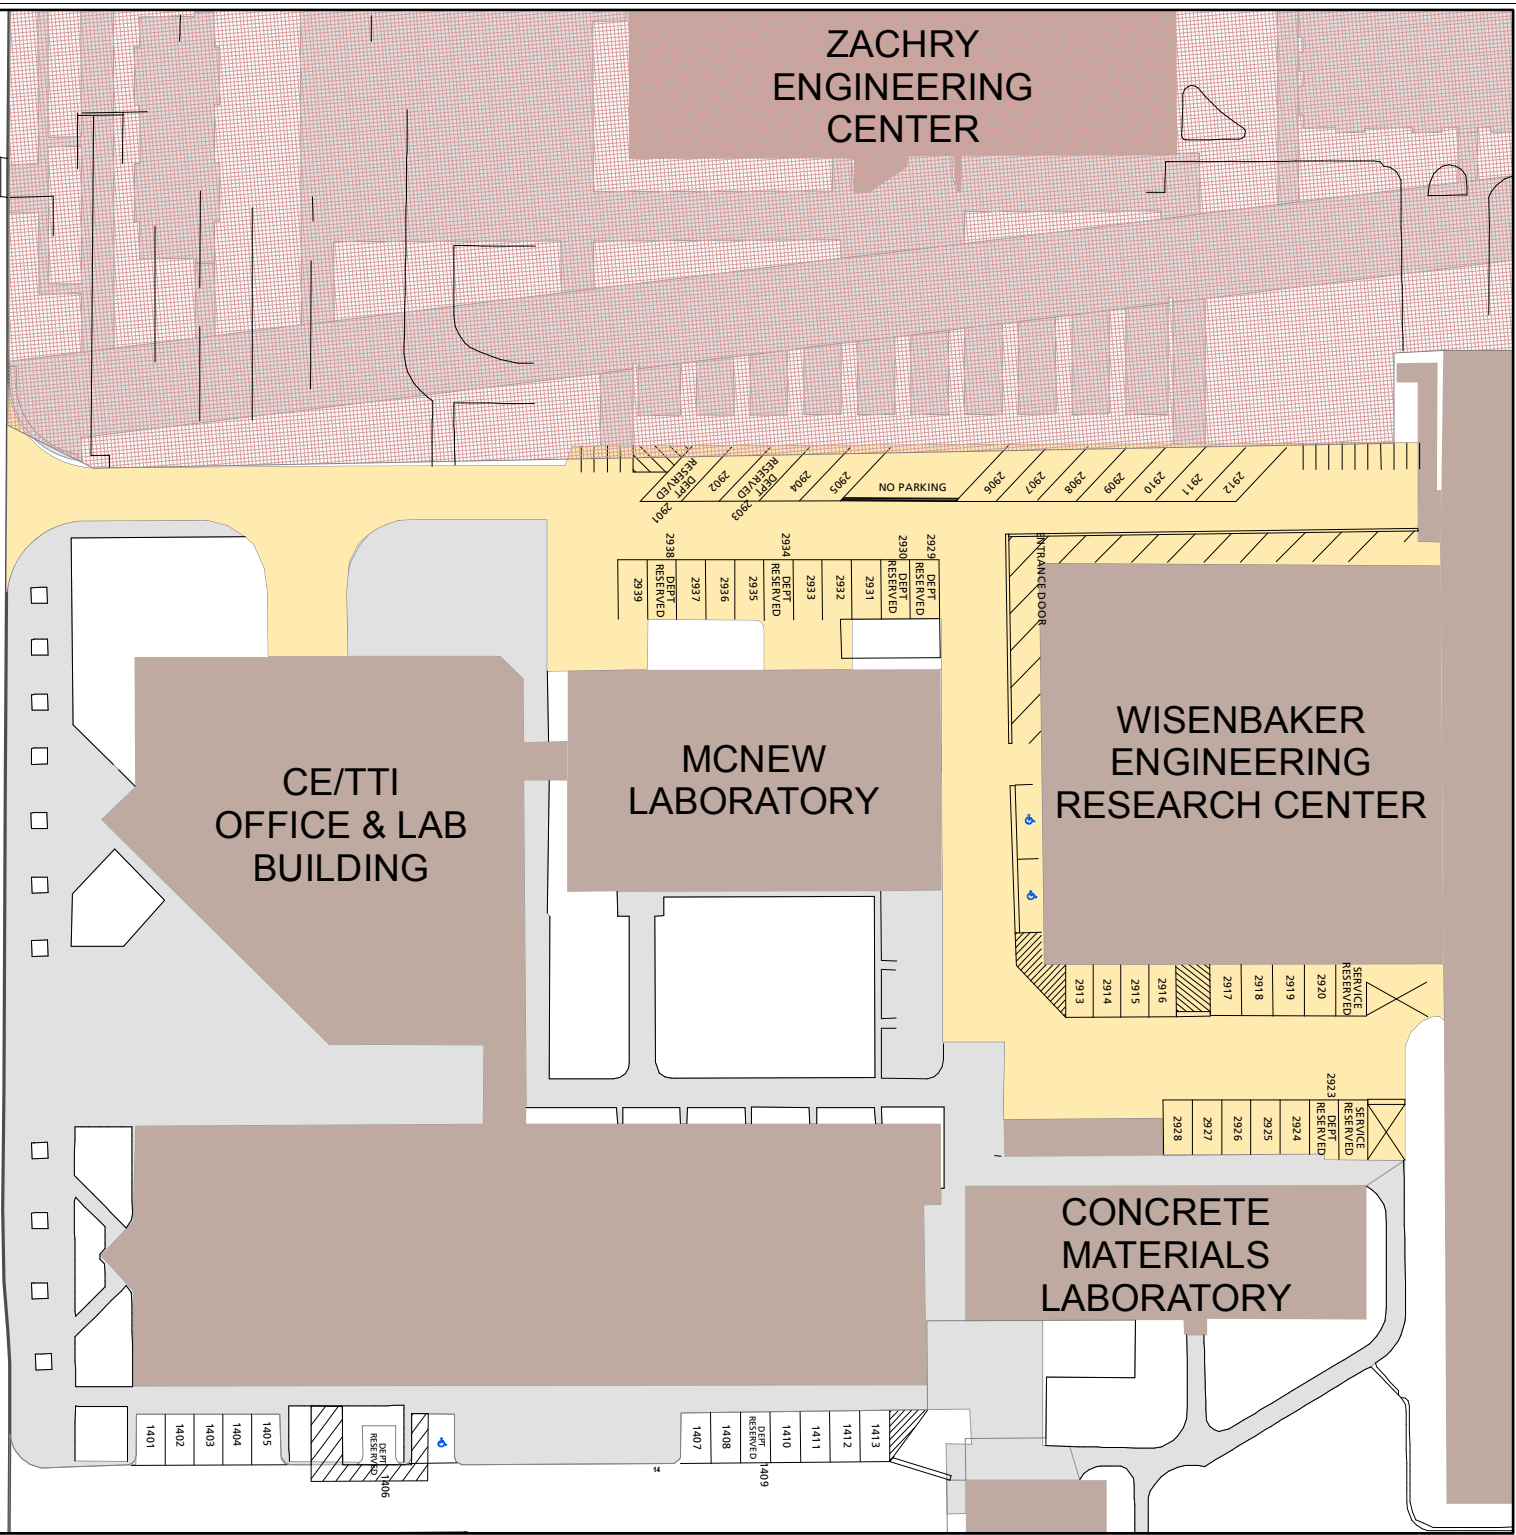 ZACHRY
ENGINEERING
CENTER
DEPT
RESERVED
2901
2902
DEPT
RESERVED
2903
2904
2905
NO PARKING
2906
2907
2908
2909
2910
2911
2912
2939
2938
DEPT
RESERVED
2937
2936
2935
2934
DEPT
RESERVED
2933
2932
2931
2930
DEPT
RESERVED
2929
DEPT
RESERVED
ENTRANCE DOOR
CE/TTI
OFFICE & LAB
BUILDING
MCNEW
LABORATORY
WISENBAKER
ENGINEERING
RESEARCH CENTER
2913
2914
2915
2916
2917
2918
2919
2920
SERVICE
RESERVED
2928
2927
2926
2925
2924
2923
DEPT
RESERVED
SERVICE
RESERVED
CONCRETE
MATERIALS
LABORATORY
1401
1402
1403
1404
1405
DEPT
RESERVED
1406
14
1407
1408
DEPT
RESERVED
1409
1410
1411
1412
1413